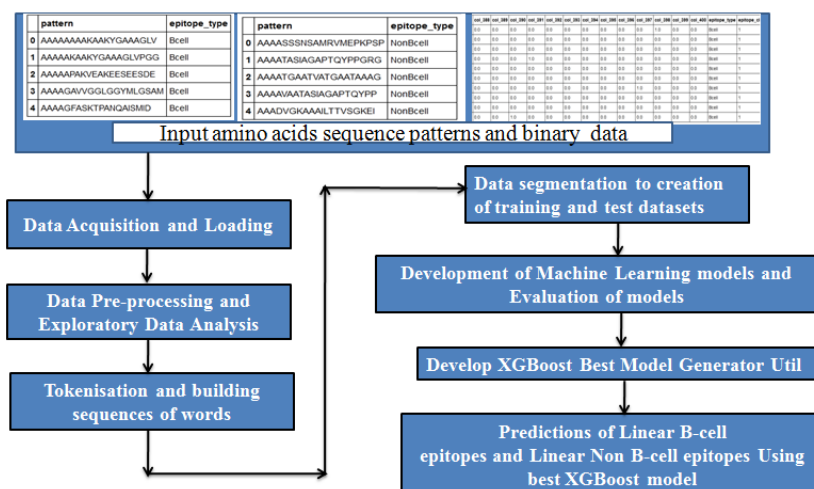 pattern epitope_type
0 AAAAAAAAKAAKYGAAAGLV Bcell
1 AAAAAKAAKYGAAAGLVPGG Bcell
2 AAAAAPAKVEAKEESEESDE Bcell
3 AAAAGAVVGGLGGYMLGSAM Bcell
4 AAAAGFASKTPANQAISMID Bcell
pattern epitope_type
0 AAAASSSNSAMRVMEPKPSP NonBcell
1 AAAATASIAGAPTQYPPGRG NonBcell
2 AAAATGAATVATGAATAAAG NonBcell
3 AAAAVAATASIAGAPTQYPP NonBcell
4 AAADVGKAAAILTTVSGKEI NonBcell
Input amino acids sequence patterns and binary data
Data Acquisition and Loading
Data Pre-processing and
Exploratory Data Analysis
Tokenisation and building
sequences of words
Data segmentation to creation
of training and test datasets
Development of Machine Learning models and
Evaluation of models
Develop XGBoost Best Model Generator Util
Predictions of Linear B-cell
epitopes and Linear Non B-cell epitopes Using
best XGBoost model